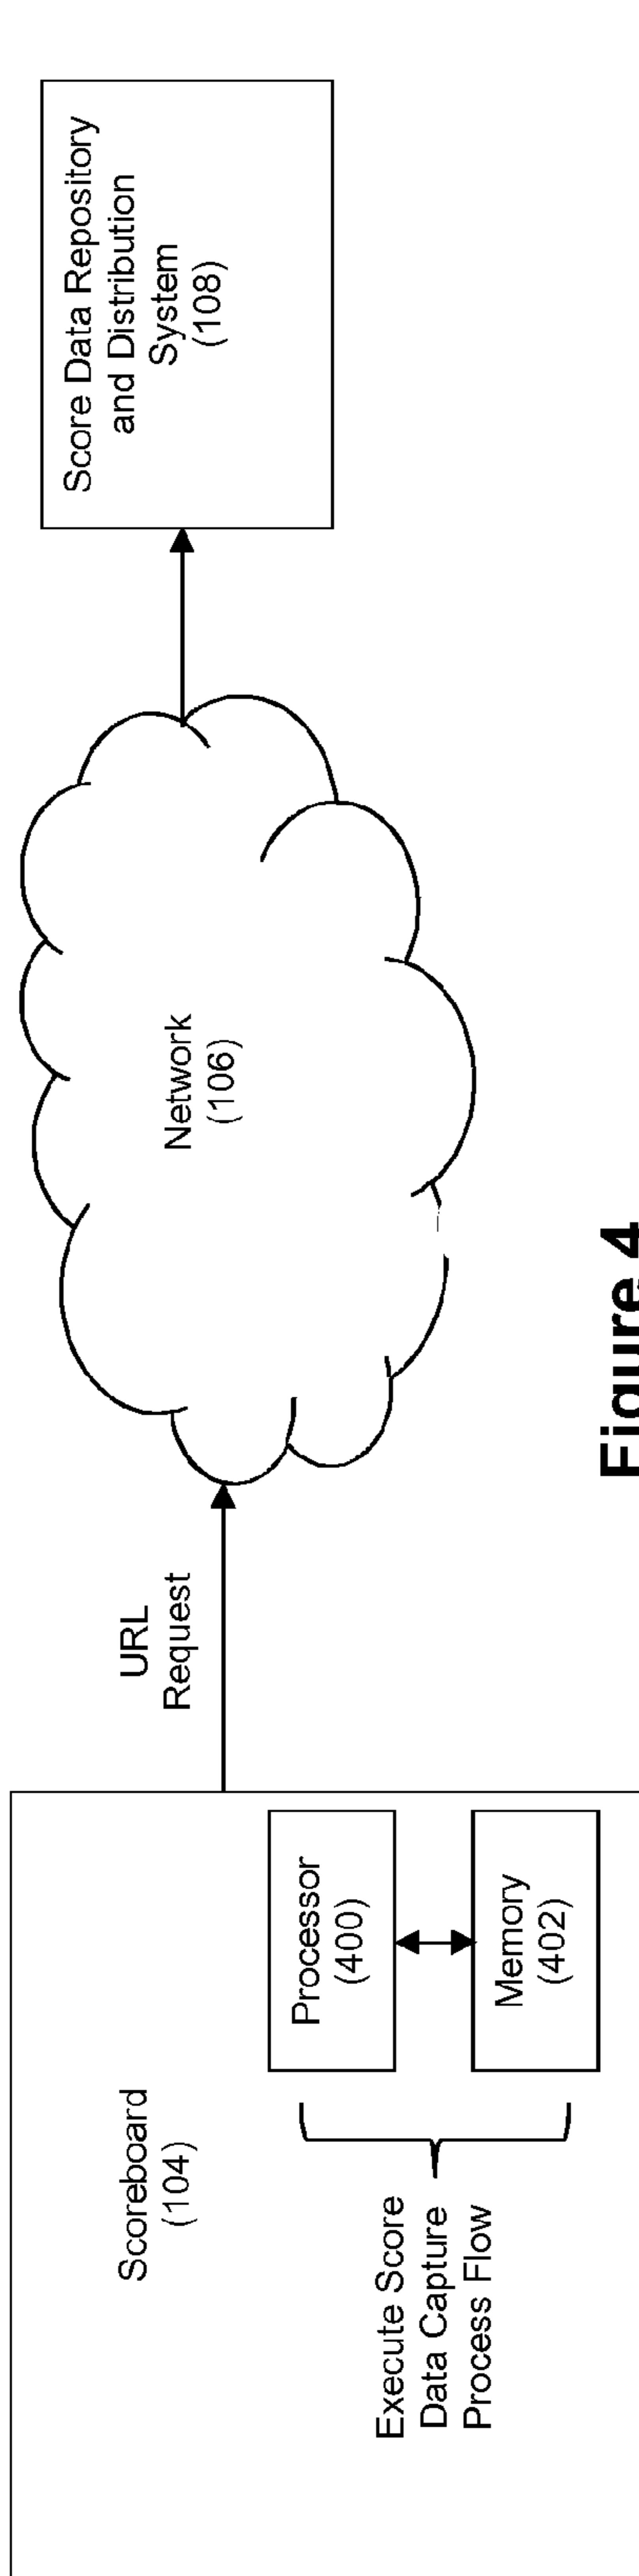 Scoreboard
(104)
Execute Score
Data Capture
Process Flow
Processor
(400)
Memory
(402)
URL
Request
Network
(106)
Score Data Repository
and Distribution
System
(108)
Figure 4